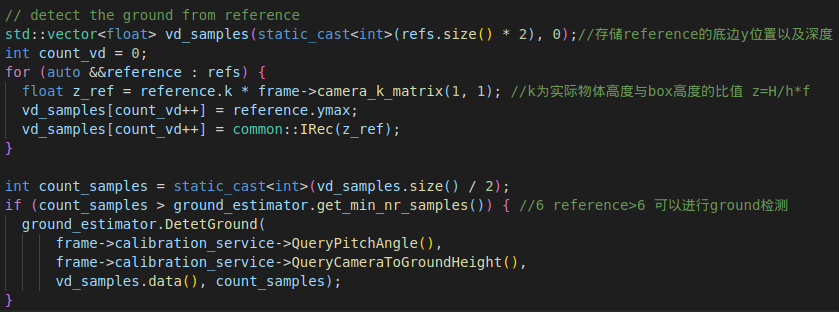 // detect the ground from reference
std::vector<float> vd_samples(static_cast<int>(refs.size() * 2), 0);//存储reference的底边y位置以及深度
int count_vd = 0;
for (auto &&reference : refs) {
  float z_ref = reference.k * frame->camera_k_matrix(1, 1); //k为实际物体高度与box高度的比值 z=H/h*f
  vd_samples[count_vd++] = reference.ymax;
  vd_samples[count_vd++] = common::IRec(z_ref);
}

int count_samples = static_cast<int>(vd_samples.size() / 2);
if (count_samples > ground_estimator.get_min_nr_samples()) { //6 reference>6 可以进行ground检测
  ground_estimator.DetetGround(
      frame->calibration_service->QueryPitchAngle(),
      frame->calibration_service->QueryCameraToGroundHeight(),
      vd_samples.data(), count_samples);
}